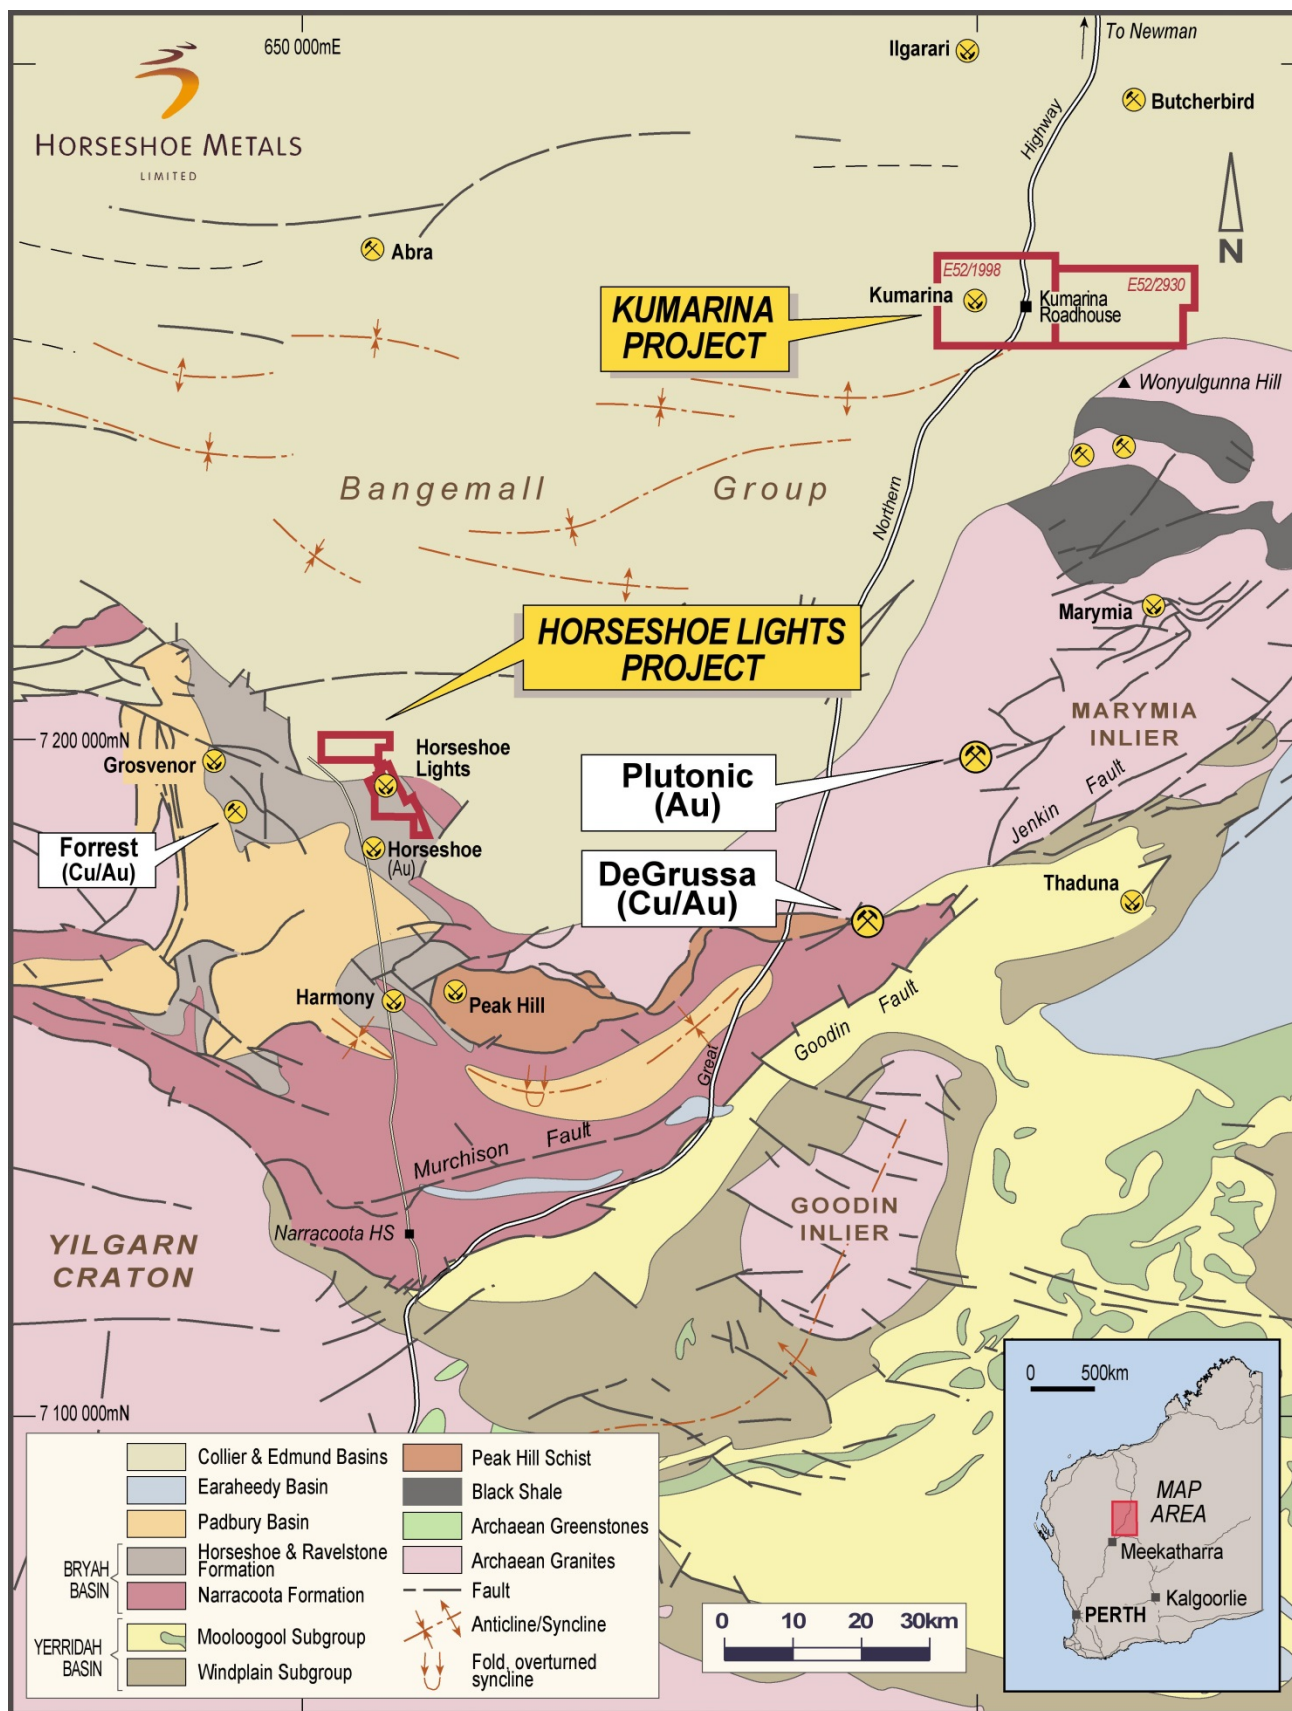 650 000mE
Ilgarari
To Newman
Butcherbird
HORSESHOE METALS
LIMITED
Highway
N
Abra
E52/1998
E52/2930
Kumarina
Kumarina
Roadhouse
KUMARINA
PROJECT
Wonyulgunna Hill
Bangemall Group
Northern
Marymia
HORSESHOE LIGHTS
PROJECT
MARYMIA
INLIER
7 200 000mN
Grosvenor
Horseshoe
Lights
Plutonic
(Au)
Jenkin Fault
Forrest
(Cu/Au)
Horseshoe
(Au)
DeGrussa
(Cu/Au)
Thaduna
Harmony
Peak Hill
Goodin Fault
Great
Murchison Fault
GOODIN
INLIER
Narracoota HS
YILGARN
CRATON
7 100 000mN
Collier & Edmund Basins
Earaheedy Basin
Padbury Basin
BRYAH
BASIN
Horseshoe & Ravelstone
Formation
Narracoota Formation
YERRIDAH
BASIN
Mooloogool Subgroup
Windplain Subgroup
Peak Hill Schist
Black Shale
Archaean Greenstones
Archaean Granites
Fault
Anticline/Syncline
Fold, overturned
syncline
0 10 20 30km
0 500km
MAP
AREA
Meekatharra
Kalgoorlie
PERTH